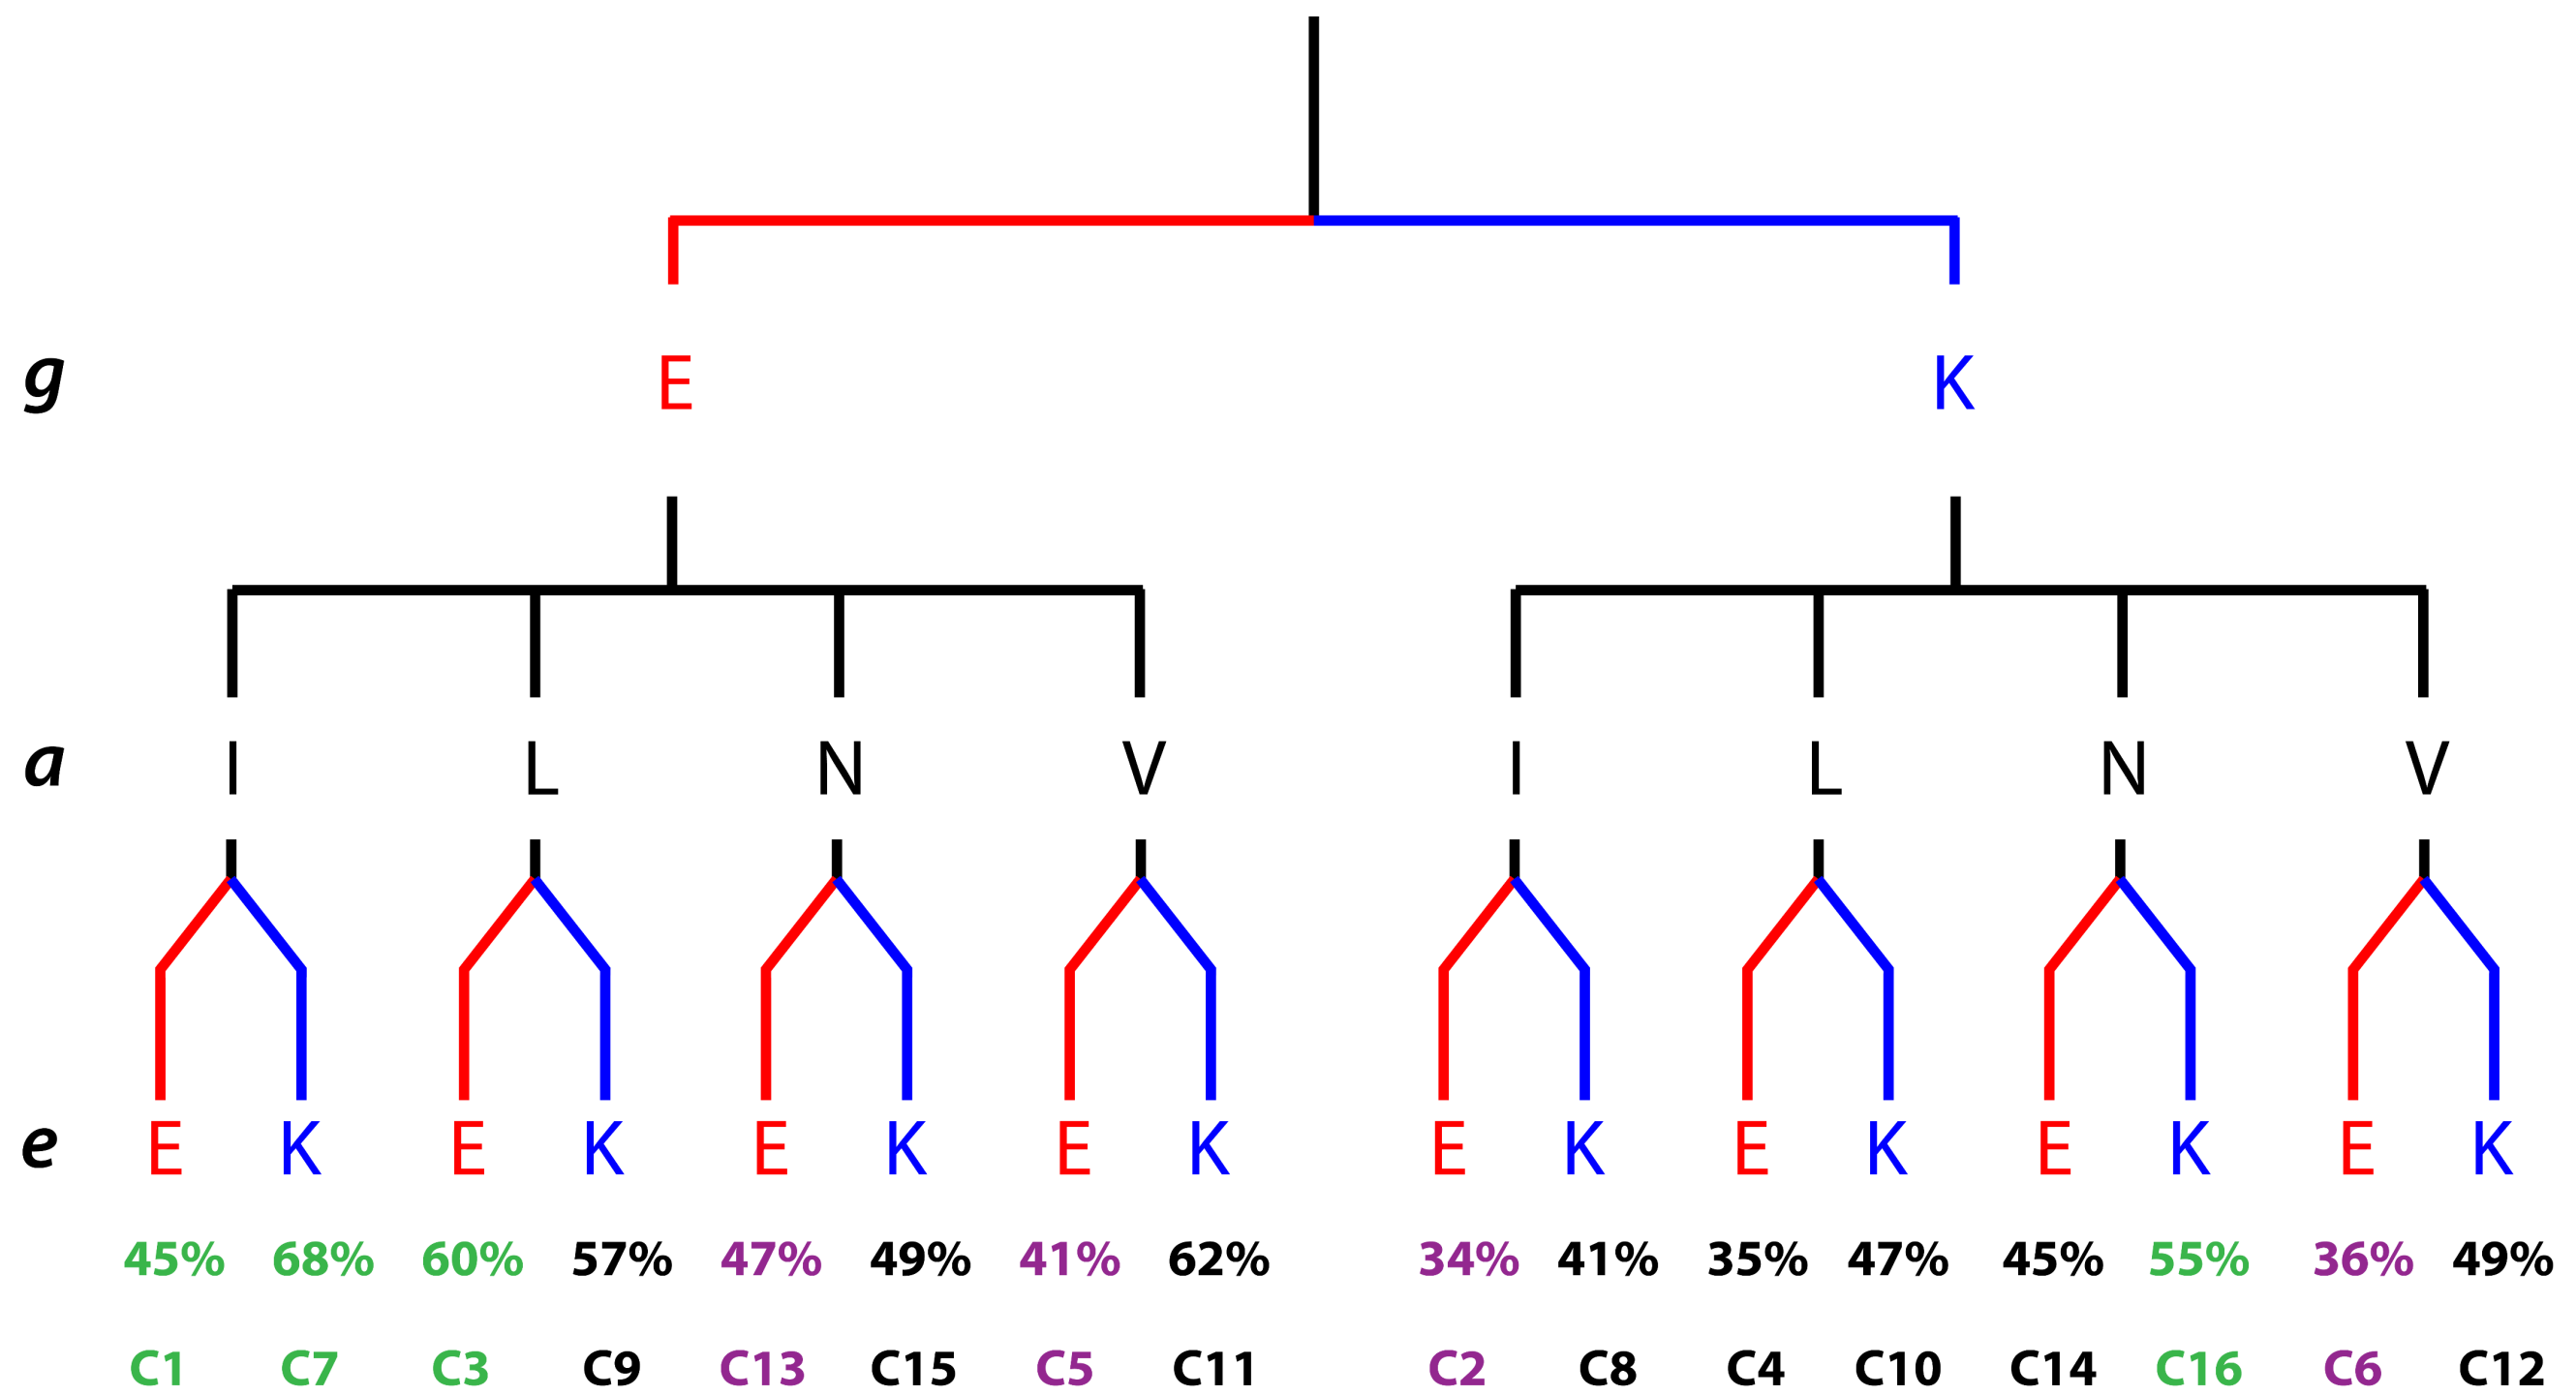 g E K
a I L N V I L N V
e E K E K E K E K E K E K E K E K
45% 68% 60% 57% 47% 49% 41% 62% 34% 41% 35% 47% 45% 55% 36% 49%
C1 C7 C3 C9 C13 C15 C5 C11 C2 C8 C4 C10 C14 C16 C6 C12